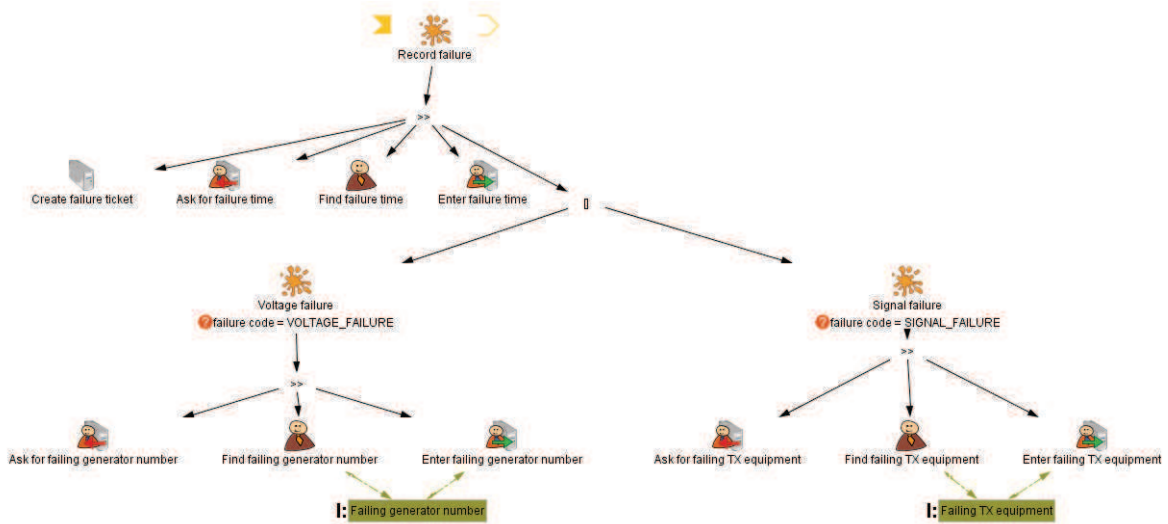 Record failure
>>
Create failure ticket
Ask for failure time
Find failure time
Enter failure time
[]
Voltage failure
?failure code = VOLTAGE_FAILURE
Signal failure
?failure code = SIGNAL_FAILURE
>>
>>
Ask for failing generator number
Find failing generator number
Enter failing generator number
Ask for failing TX equipment
Find failing TX equipment
Enter failing TX equipment
I: Failing generator number
I: Failing TX equipment